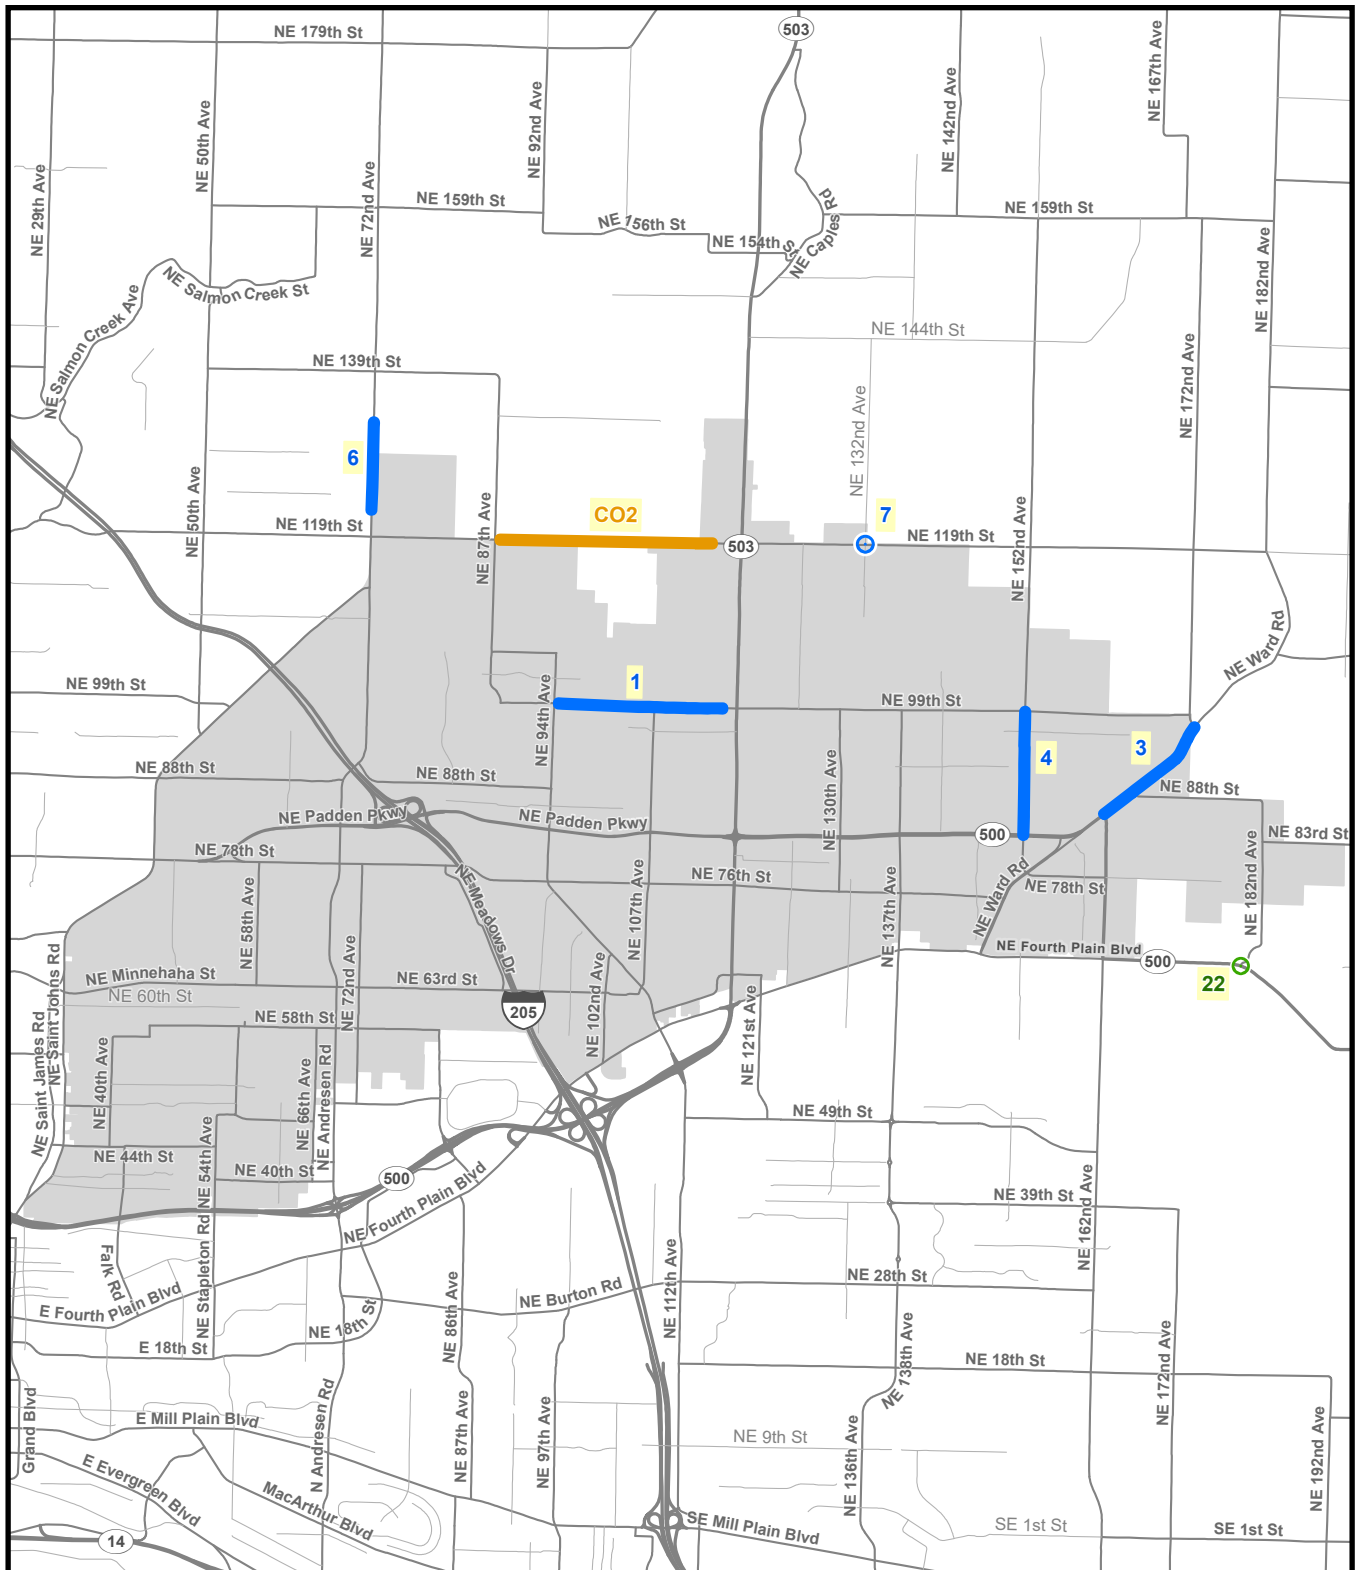 NE 179th St
503
NE 167th Ave
NE 142nd Ave
NE 92nd Ave
NE 50th Ave
NE 29th Ave
NE 72nd Ave
NE 159th St
NE 156th St
NE 154th St
NE Caples Rd
NE 159th St
NE 182nd Ave
NE Salmon Creek St
NE Salmon Creek Ave
NE 144th St
NE 139th St
NE 172nd Ave
NE 132nd Ave
6
NE 50th Ave
NE 119th St
NE 87th Ave
CO2
503
7
NE 119th St
NE 152nd Ave
NE Ward Rd
NE 99th St
1
NE 94th Ave
NE 99th St
4
3
NE 88th St
NE 88th St
NE 88th St
NE Padden Pkwy
NE Padden Pkwy
NE 130th Ave
500
NE 83rd St
NE 78th St
NE Meadows Dr
NE 76th St
NE 107th Ave
NE 137th Ave
NE Ward Rd
NE 78th St
NE 182nd Ave
NE 58th Ave
NE 72nd Ave
NE Fourth Plain Blvd
500
22
NE Saint Johns Rd
NE Minnehaha St
NE 63rd St
NE 60th St
205
NE 102nd Ave
NE 58th St
NE 121st Ave
NE Saint James Rd
NE 40th Ave
NE 66th Ave
NE Andresen Rd
NE 49th St
NE 44th St
NE 54th Ave
NE 40th St
500
NE Fourth Plain Blvd
NE 39th St
NE 162nd Ave
Falk Rd
NE Stapleton Rd
E Fourth Plain Blvd
NE 112th Ave
NE 28th St
NE Burton Rd
NE 86th Ave
NE 18th St
E 18th St
NE 138th Ave
NE 18th St
NE 172nd Ave
Grand Blvd
N Andresen Rd
E Mill Plain Blvd
NE 87th Ave
NE 97th Ave
NE 9th St
NE 136th Ave
NE 192nd Ave
E Evergreen Blvd
MacArthur Blvd
SE Mill Plain Blvd
SE 1st St
SE 1st St
14